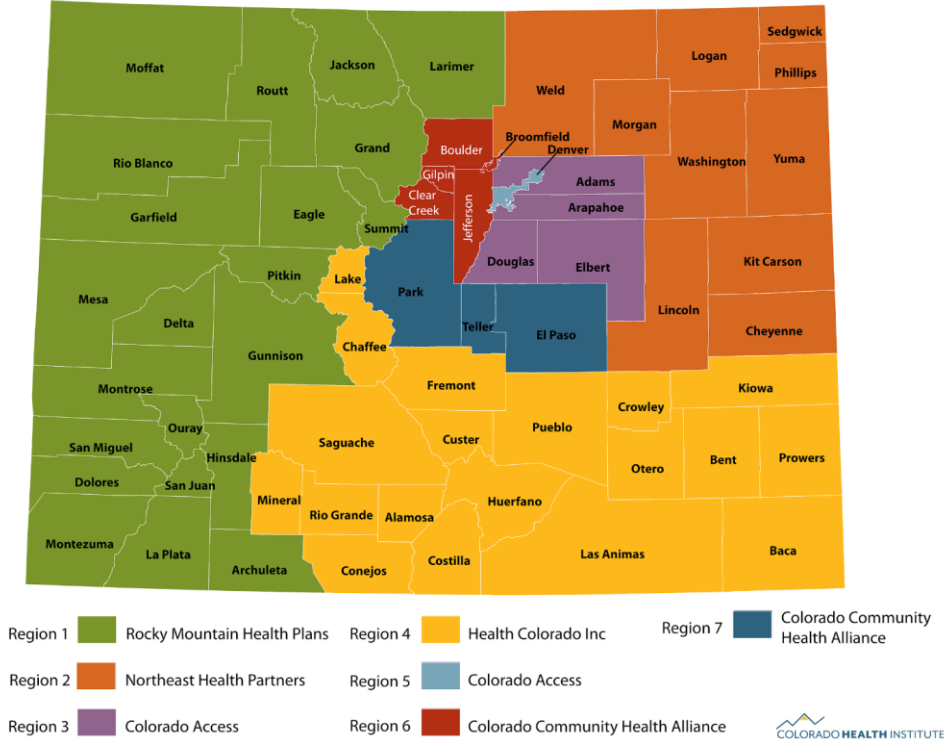 Sedgwick
Logan
Jackson
Larimer
Moffat
Phillips
Routt
Weld
Morgan
Broomfield
Grand
Boulder
Denver
Rio Blanco
Washington
Yuma
Gilpin
Adams
Clear
Creek
Arapahoe
Garfield
Eagle
Jefferson
Summit
Douglas
Elbert
Kit Carson
Pitkin
Lake
Park
Mesa
Lincoln
Delta
Teller
El Paso
Cheyenne
Chaffee
Gunnison
Montrose
Fremont
Kiowa
Crowley
Ouray
Pueblo
San Miguel
Saguache
Custer
Hinsdale
Otero
Bent
Prowers
Dolores
San Juan
Mineral
Huerfano
Rio Grande
Alamosa
Montezuma
La Plata
Las Animas
Baca
Archuleta
Conejos
Costilla
Region 1 Rocky Mountain Health Plans
Region 2 Northeast Health Partners
Region 3 Colorado Access
Region 4 Health Colorado Inc
Region 5 Colorado Access
Region 6 Colorado Community Health Alliance
Region 7 Colorado Community
Health Alliance
COLORADO HEALTH INSTITUTE